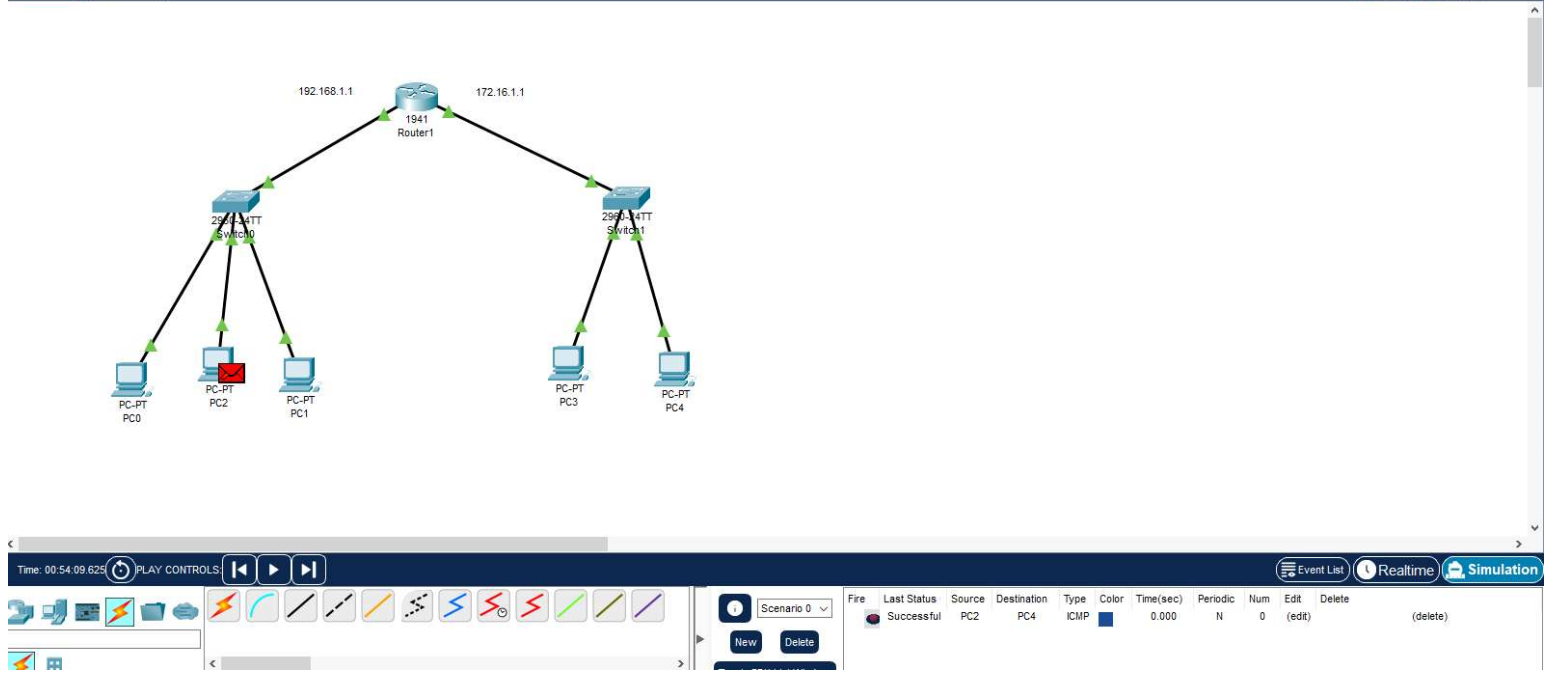 192.168.1.1
172.16.1.1
1941
Router1
2960-24TT
Switch0
2960-24TT
Switch1
PC-PT
PC0
PC-PT
PC2
PC-PT
PC1
PC-PT
PC3
PC-PT
PC4
Time: 00:54:09.625 PLAY CONTROLS:
Event List Realtime Simulation
Scenario 0
New Delete
Fire Last Status Source Destination Type Color Time(sec) Periodic Num Edit Delete
Successful PC2 PC4 ICMP 0.000 N 0 (edit) (delete)